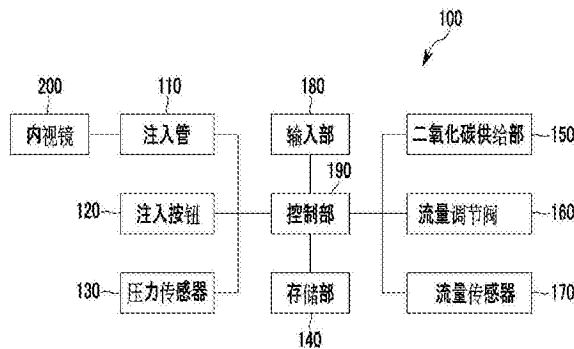 100
200
110
180
内视镜
注入管
输入部
二氧化碳供给部
150
190
120
注入按钮
控制部
流量调节阀
160
130
压力传感器
存储部
流量传感器
170
140